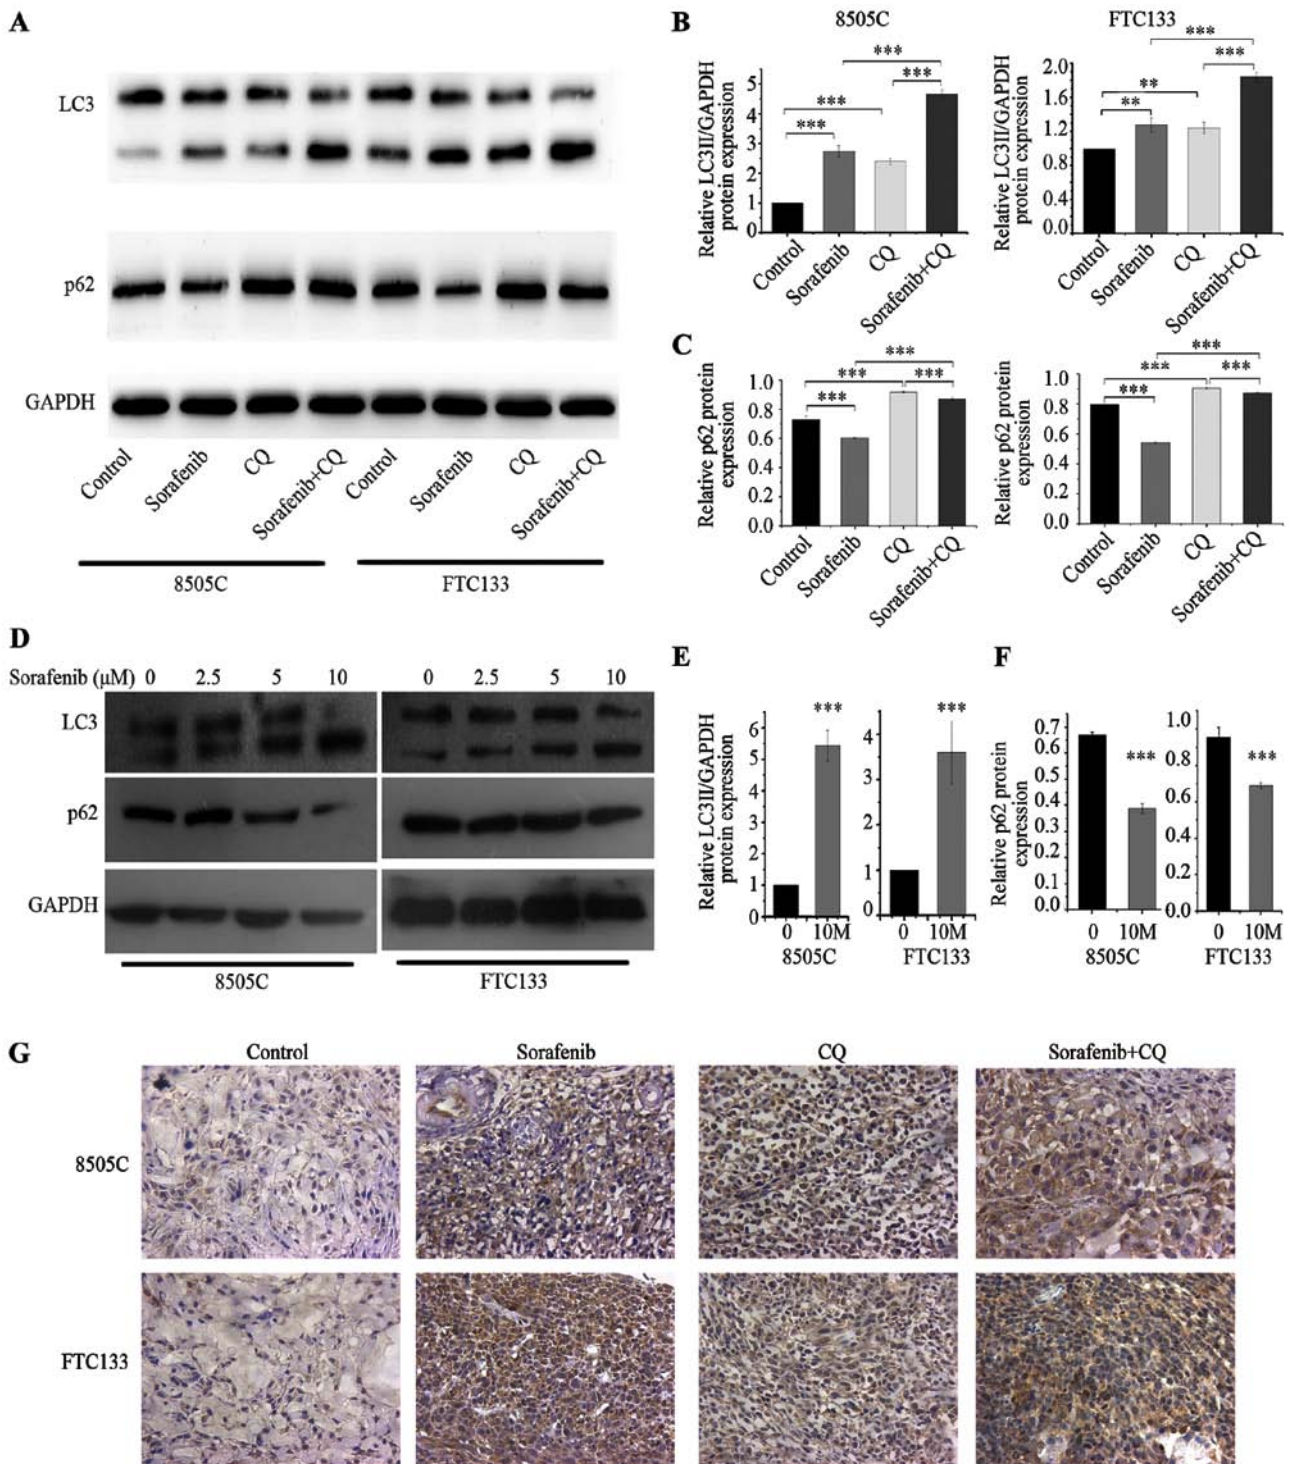 A
LC3
p62
GAPDH
Control
Sorafenib
CQ
Sorafenib+CQ
Control
Sorafenib
CQ
Sorafenib+CQ
8505C
FTC133
B
8505C
FTC133
Relative LC3II/GAPDH
protein expression
5
4
3
2
1
0
***
***
***
***
Control
Sorafenib
CQ
Sorafenib+CQ
Relative LC3II/GAPDH
protein expression
2.0
1.6
1.2
0.8
0.4
0.0
**
**
***
***
Control
Sorafenib
CQ
Sorafenib+CQ
C
Relative p62 protein
expression
1.0
0.8
0.6
0.4
0.2
0.0
***
***
***
***
Control
Sorafenib
CQ
Sorafenib+CQ
Relative p62 protein
expression
1.0
0.8
0.6
0.4
0.2
0.0
***
***
***
***
Control
Sorafenib
CQ
Sorafenib+CQ
D
Sorafenib (μM) 0 2.5 5 10 0 2.5 5 10
LC3
p62
GAPDH
8505C
FTC133
E
Relative LC3II/GAPDH
protein expression
6
5
4
3
2
1
0
***
0 10M
8505C
4
3
2
1
0
***
0 10M
FTC133
F
Relative p62 protein
expression
0.7
0.6
0.5
0.4
0.3
0.2
0.1
0.0
***
0 10M
8505C
1.0
0.8
0.6
0.4
0.2
0.0
***
0 10M
FTC133
G
Control Sorafenib CQ Sorafenib+CQ
8505C
FTC133